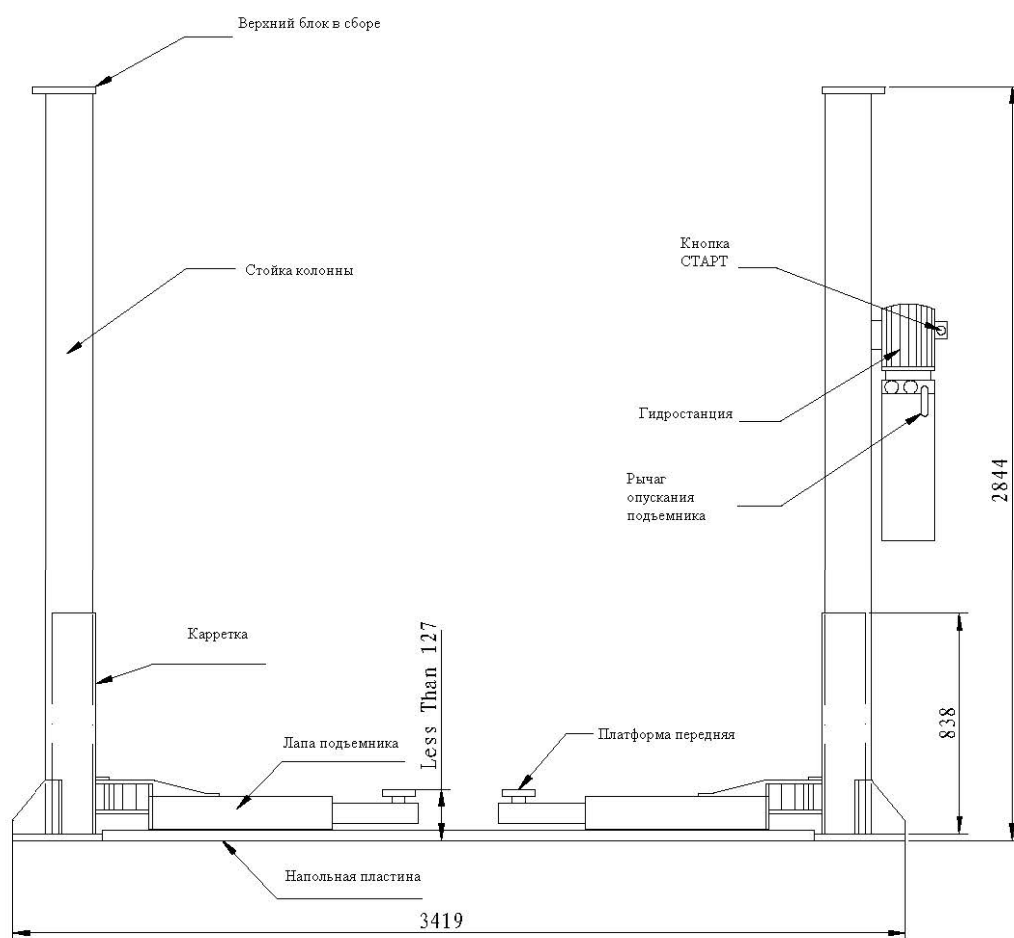 Верхний блок в сборе
Стойка колонны
Кнопка
СТАРТ
Гидростанция
Рычаг
опускания
подъемника
2844
Карретка
Less Than 127
838
Лапа подъемника
Платформа передняя
Напольная пластина
3419